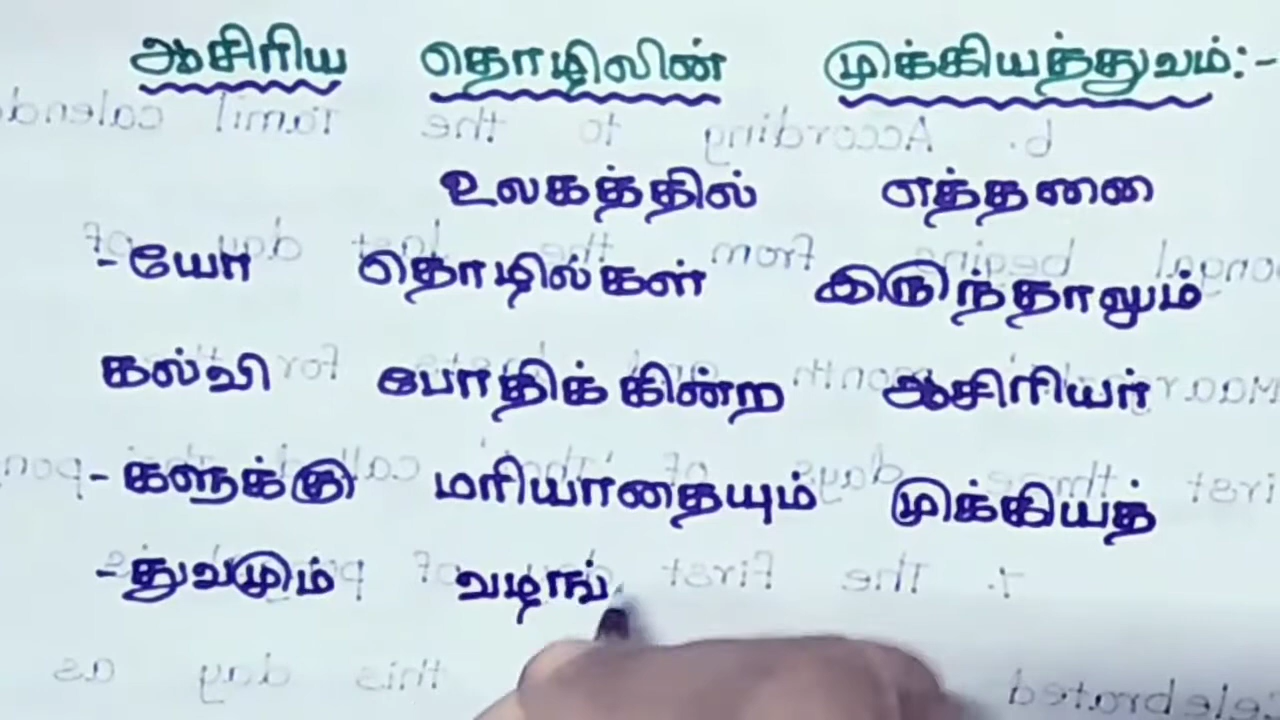 ஆசிரிய தொழிலின் முக்கியத்துவம்:-
உலகத்தில் எத்தனை
-யோ தொழில்கள் இருந்தாலும்
கல்வி போதிக்கின்ற ஆசிரியர்
-களுக்கு மரியாதையும் முக்கியத்
-துவமும் வழங்